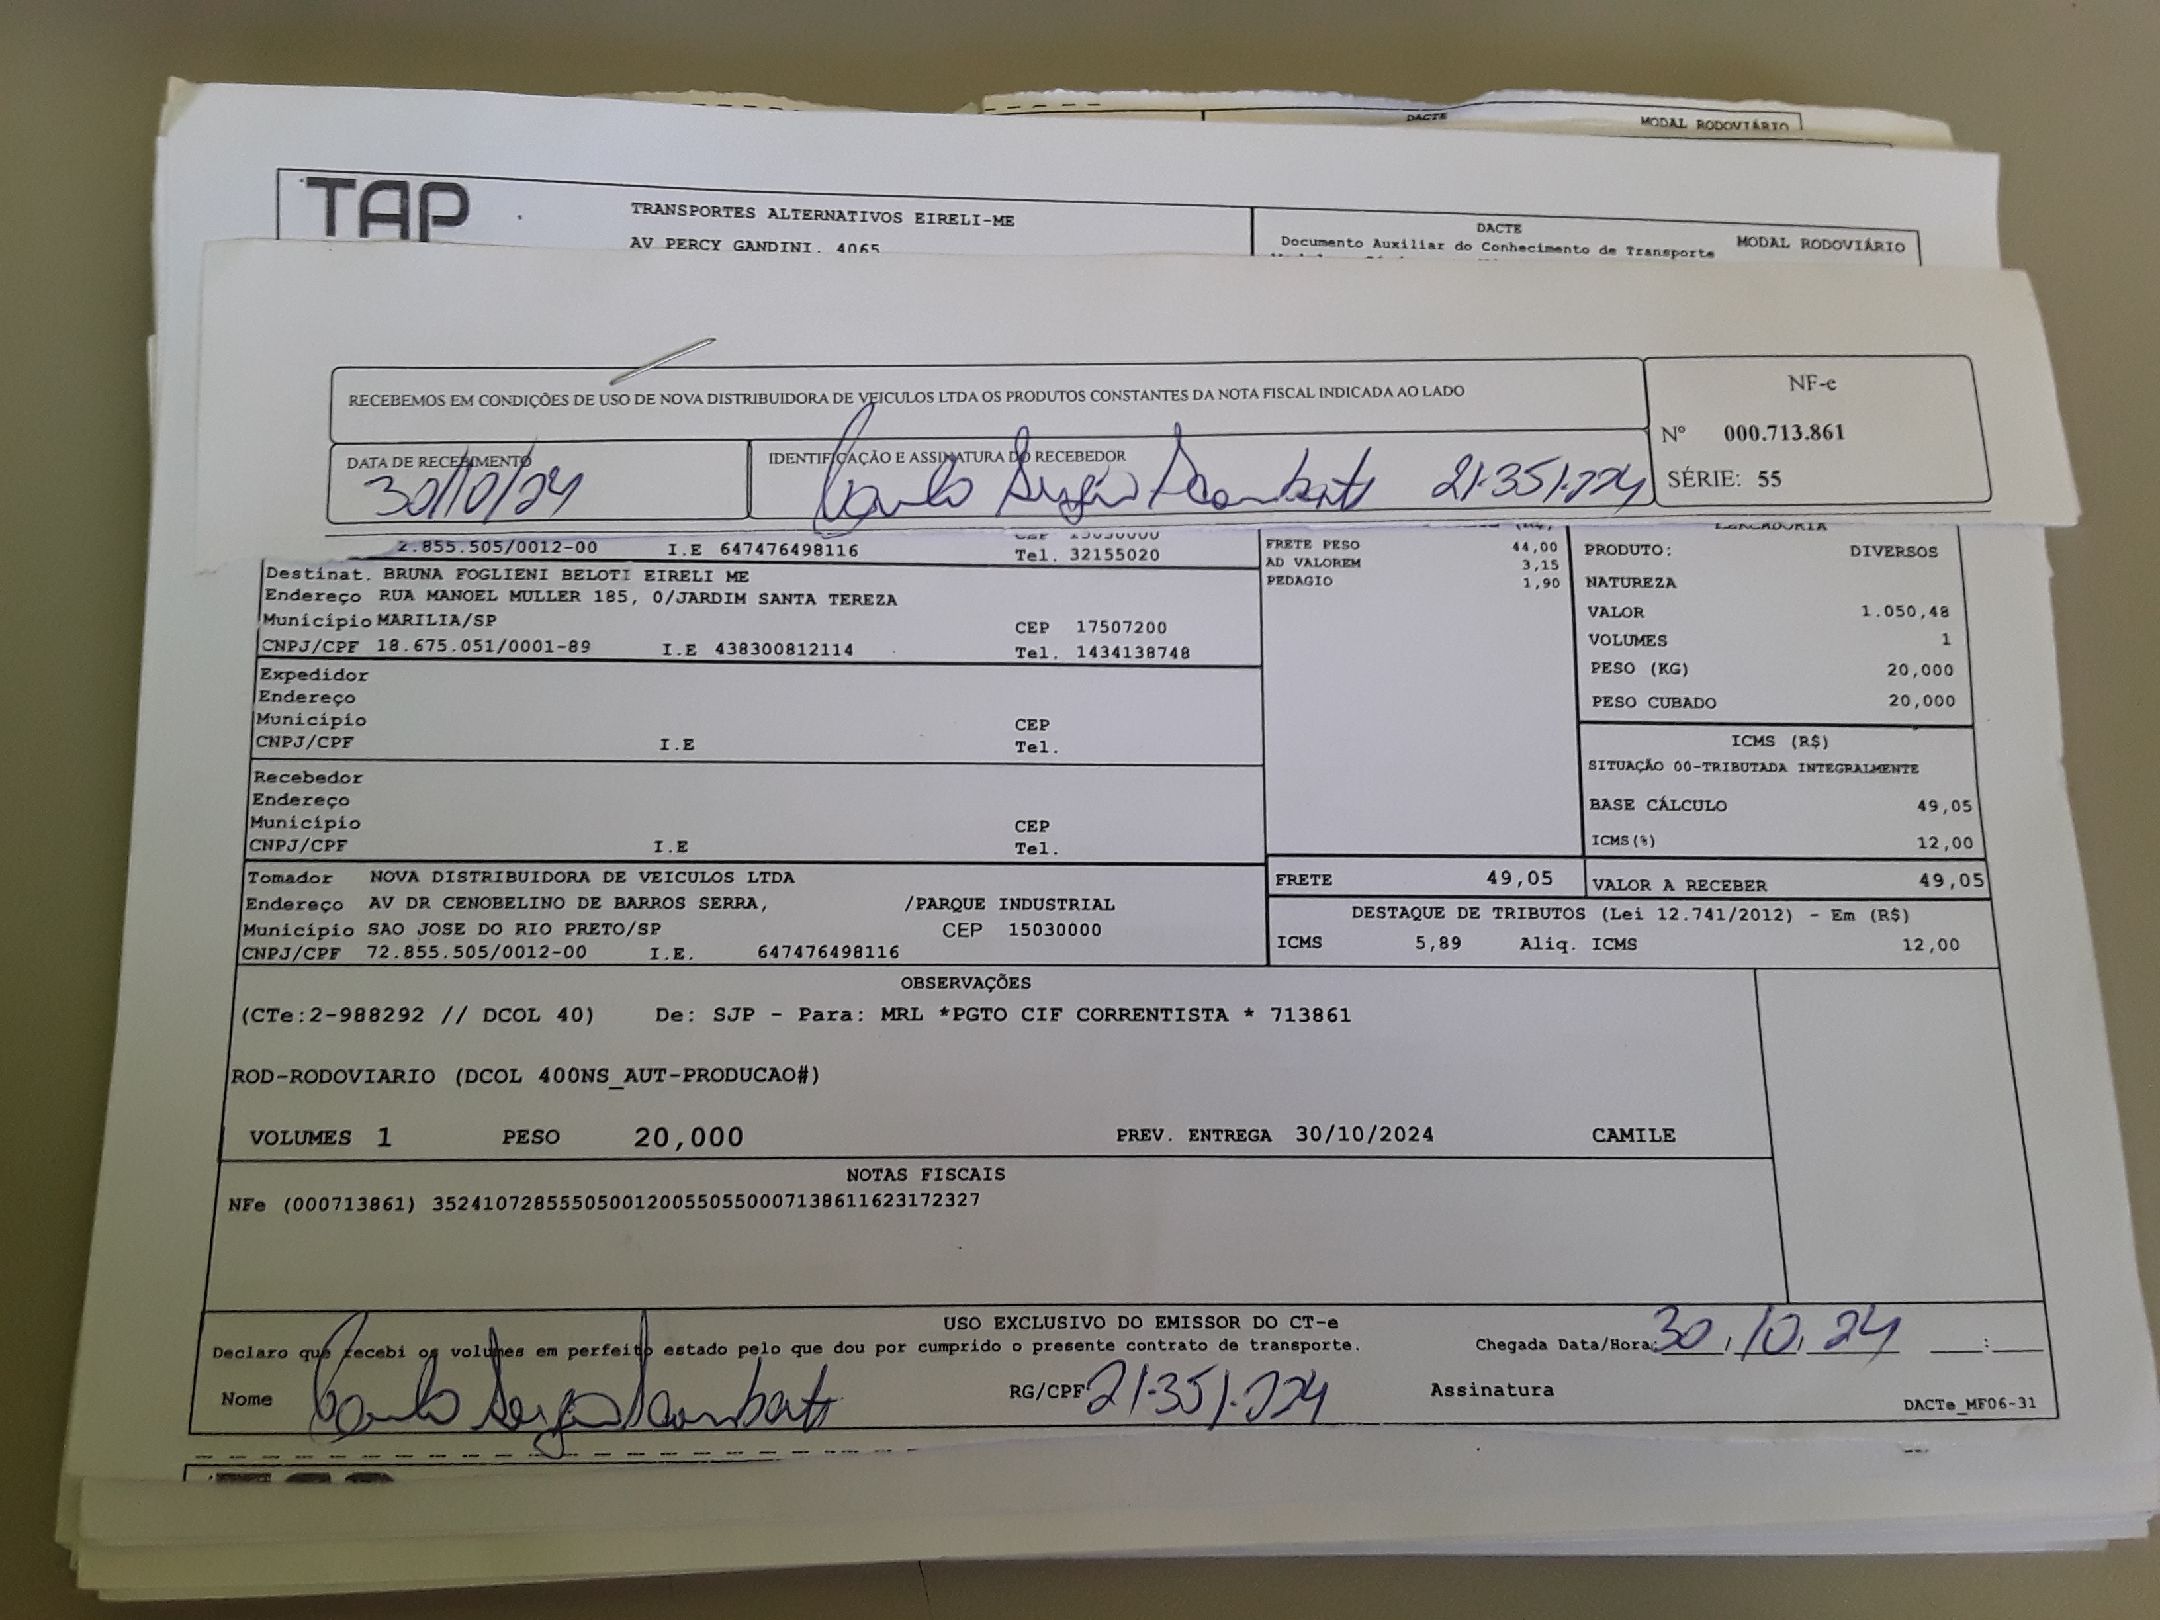 DACTE MODAL RODOVIÁRIO
TAP
TRANSPORTES ALTERNATIVOS EIRELI-ME
AV PERCY GANDINI, 4065
DACTE
Documento Auxiliar do Conhecimento de Transporte
MODAL RODOVIÁRIO
RECEBEMOS EM CONDIÇÕES DE USO DE NOVA DISTRIBUIDORA DE VEICULOS LTDA OS PRODUTOS CONSTANTES DA NOTA FISCAL INDICADA AO LADO
NF-e
Nº 000.713.861
SÉRIE: 55
DATA DE RECEBIMENTO
30/10/24
IDENTIFICAÇÃO E ASSINATURA DO RECEBEDOR
Paulo Sergio 21.351.224
2.855.505/0012-00 I.E 647476498116 Tel. 32155020
Destinat. BRUNA FOGLIENI BELOTI EIRELI ME
Endereço RUA MANOEL MULLER 185, 0/JARDIM SANTA TEREZA
Município MARILIA/SP CEP 17507200
CNPJ/CPF 18.675.051/0001-89 I.E 438300812114 Tel. 1434138748
Expedidor
Endereço
Município CEP
CNPJ/CPF I.E Tel.
Recebedor
Endereço
Município CEP
CNPJ/CPF I.E Tel.
Tomador NOVA DISTRIBUIDORA DE VEICULOS LTDA
Endereço AV DR CENOBELINO DE BARROS SERRA, /PARQUE INDUSTRIAL
Município SAO JOSE DO RIO PRETO/SP CEP 15030000
CNPJ/CPF 72.855.505/0012-00 I.E. 647476498116
FRETE PESO 44,00
AD VALOREM 3,15
PEDAGIO 1,90
PRODUTO: DIVERSOS
NATUREZA
VALOR 1.050,48
VOLUMES 1
PESO (KG) 20,000
PESO CUBADO 20,000
ICMS (R$)
SITUAÇÃO 00-TRIBUTADA INTEGRALMENTE
BASE CÁLCULO 49,05
ICMS(%) 12,00
FRETE 49,05 VALOR A RECEBER 49,05
DESTAQUE DE TRIBUTOS (Lei 12.741/2012) - Em (R$)
ICMS 5,89 Aliq. ICMS 12,00
OBSERVAÇÕES
(CTe:2-988292 // DCOL 40) De: SJP - Para: MRL *PGTO CIF CORRENTISTA * 713861
ROD-RODOVIARIO (DCOL 400NS_AUT-PRODUCAO#)
VOLUMES 1 PESO 20,000 PREV. ENTREGA 30/10/2024 CAMILE
NOTAS FISCAIS
NFe (000713861) 35241072855505001200550550007138611623172327
USO EXCLUSIVO DO EMISSOR DO CT-e
Declaro que recebi os volumes em perfeito estado pelo que dou por cumprido o presente contrato de transporte. Chegada Data/Hora: 30,10,24 :
Nome Paulo Sergio RG/CPF 21.351.224 Assinatura
DACTe_MF06-31